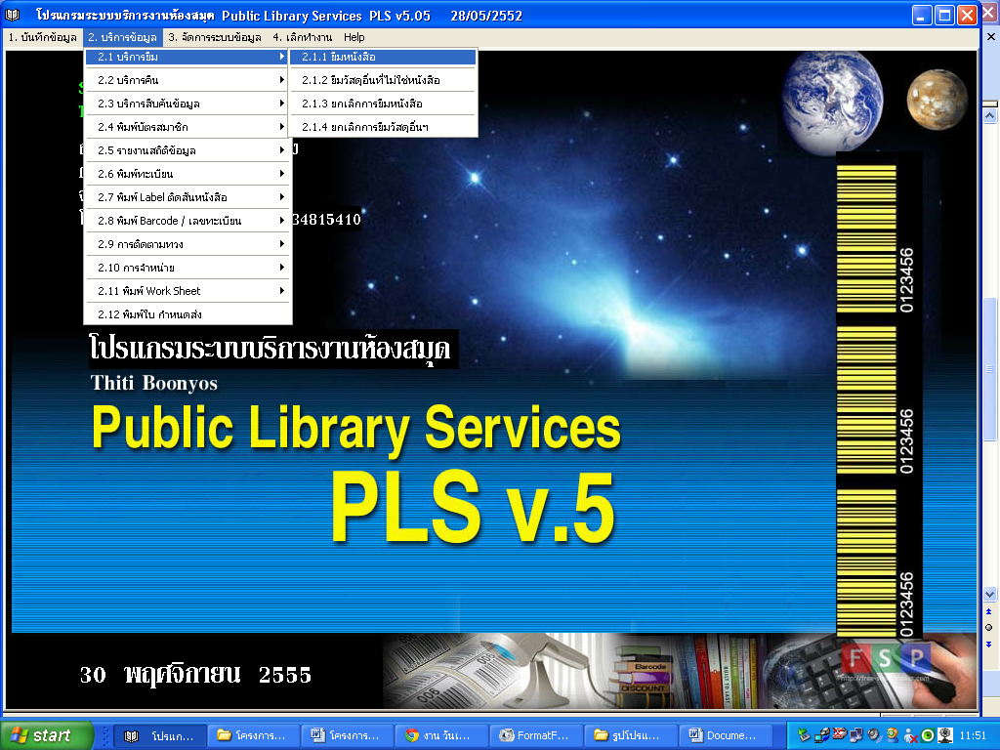 โปรแกรมระบบบริการงานห้องสมุด Public Library Services PLS v5.05 28/05/2552
1. บันทึกข้อมูล 2. บริการข้อมูล 3. จัดการระบบข้อมูล 4. เลิกทำงาน Help
2.1 บริการยืม
2.2 บริการคืน
2.3 บริการสืบค้นข้อมูล
2.4 พิมพ์บัตรสมาชิก
2.5 รายงานสถิติข้อมูล
2.6 พิมพ์ทะเบียน
2.7 พิมพ์ Label ติดสันหนังสือ
2.8 พิมพ์ Barcode / เลขทะเบียน
2.9 การติดตามทวง
2.10 การจำหน่าย
2.11 พิมพ์ Work Sheet
2.12 พิมพ์ใบ กำหนดส่ง
2.1.1 ยืมหนังสือ
2.1.2 ยืมวัสดุอื่นที่ไม่ใช่หนังสือ
2.1.3 ยกเลิกการยืมหนังสือ
2.1.4 ยกเลิกการยืมวัสดุอื่นฯ
34815410
โปรแกรมระบบบริการงานห้องสมุด
Thiti Boonyos
Public Library Services
PLS v.5
0123456
0123456
0123456
30 พฤศจิกายน 2555
Barcode
DISCOUNT
FSP
start โปรแก... โครงการ... โครงการ... งาน วันเ... FormatF... รูปโปรแ... Docume... 11:51